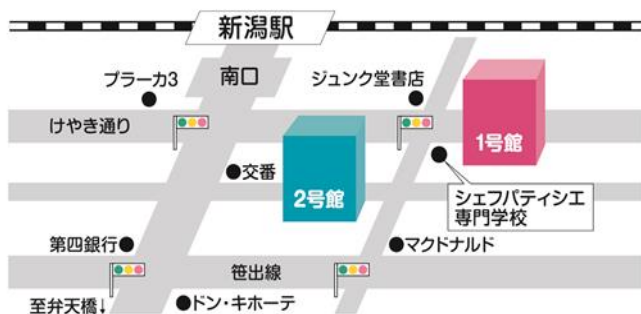 新潟駅
南口
プラーカ3
ジュンク堂書店
けやき通り
1号館
交番
2号館
シェフパティシエ
専門学校
第四銀行
マクドナルド
笹出線
至弁天橋↓
ドン・キホーテ